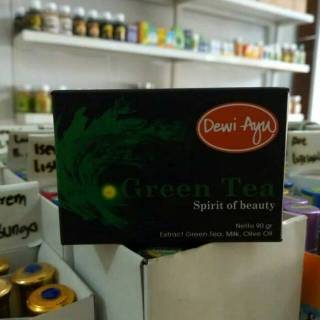 Dewi Ayu
Green Tea
Spirit of beauty
Netto 90 gr
Extract Green Tea, Milk, Olive Oil